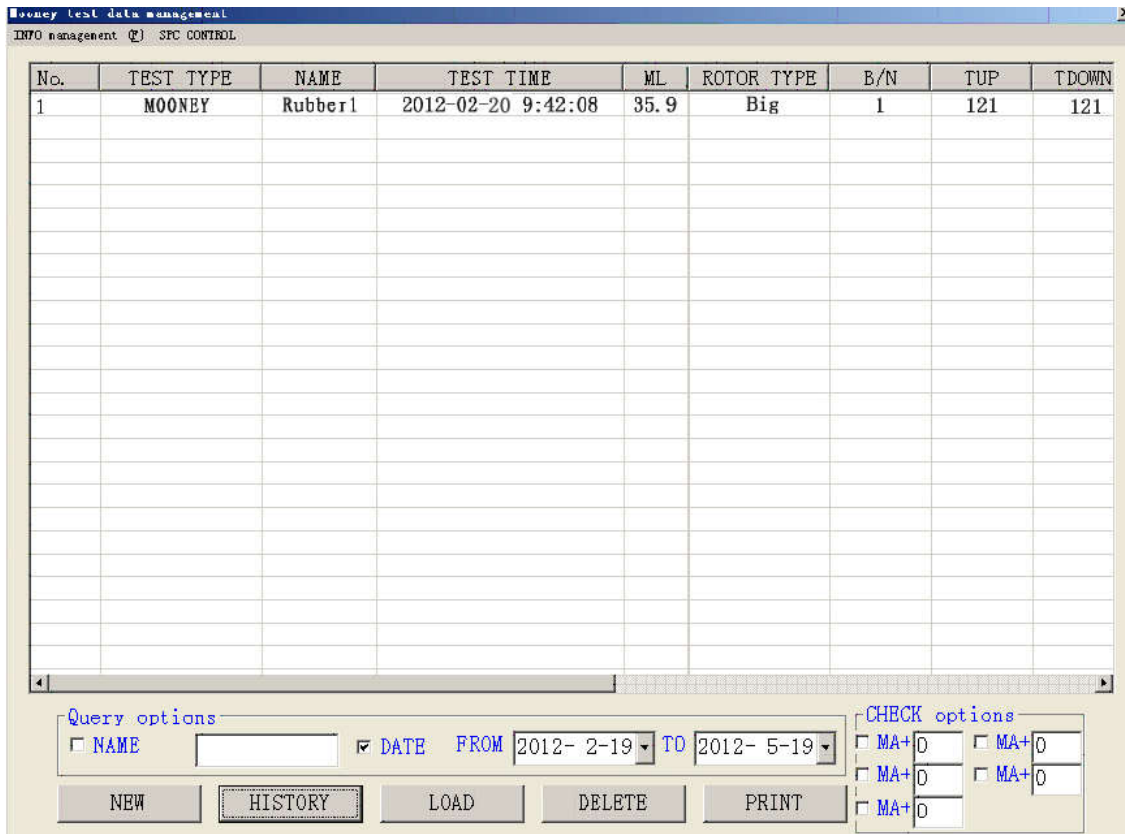 Mooney test data management
INFO management (F) SPC CONTROL
No. TEST TYPE NAME TEST TIME ML ROTOR TYPE B/N TUP TDOWN
1 MOONEY Rubber1 2012-02-20 9:42:08 35.9 Big 1 121 121
Query options
NAME DATE FROM 2012- 2-19 TO 2012- 5-19
NEW HISTORY LOAD DELETE PRINT
CHECK options
MA+ 0 MA+ 0
MA+ 0 MA+ 0
MA+ 0